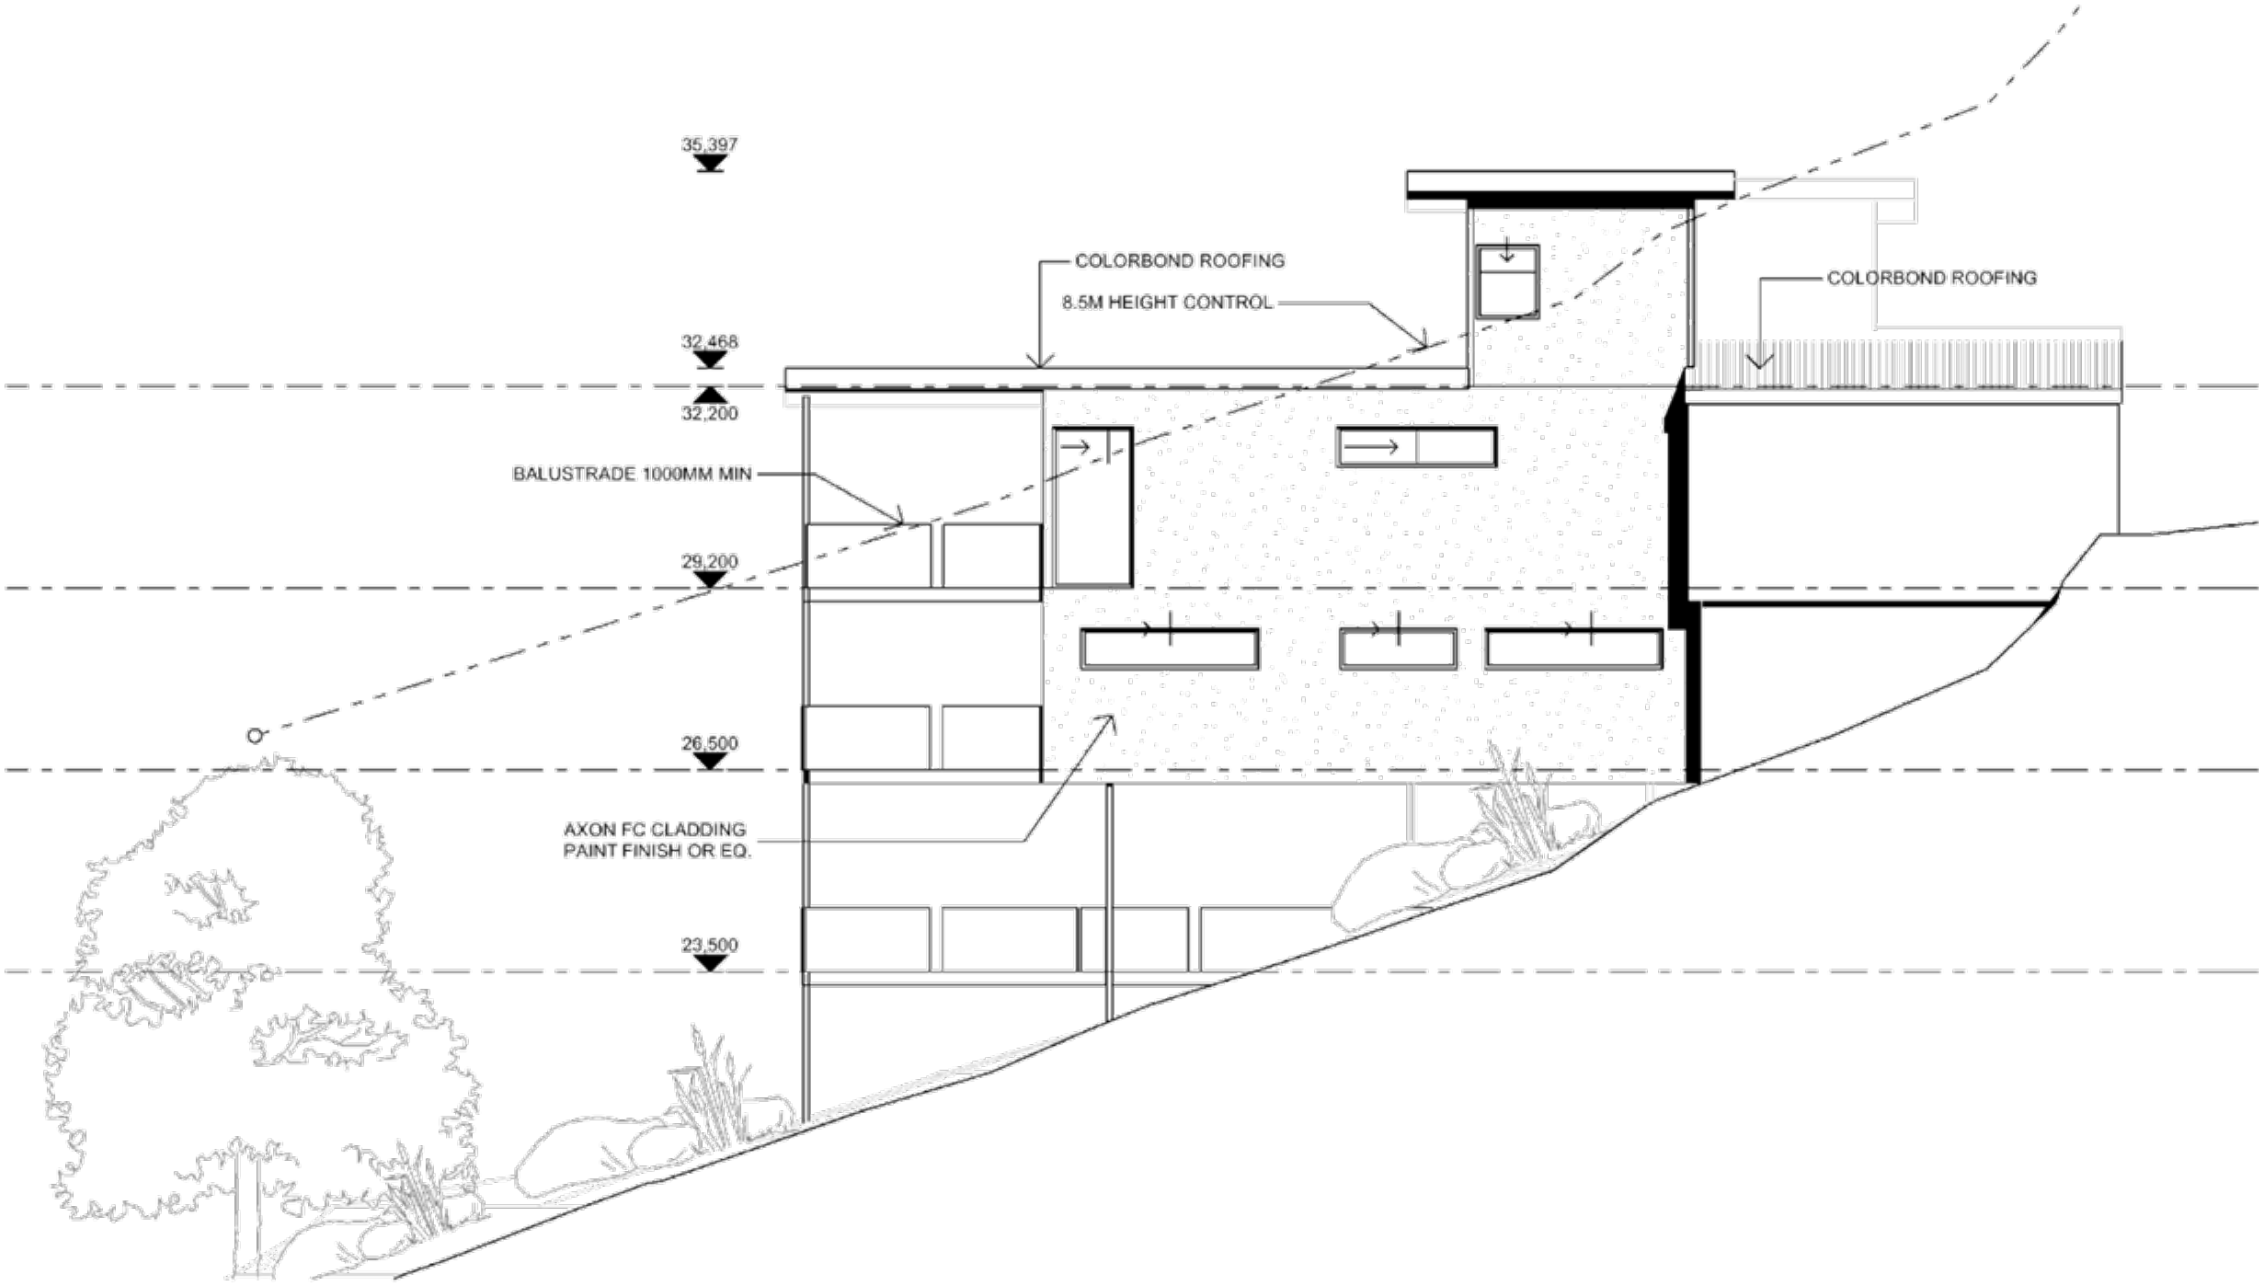 35,397
COLORBOND ROOFING
COLORBOND ROOFING
8.5M HEIGHT CONTROL
32,468
32,200
BALUSTRADE 1000MM MIN
29,200
26,500
AXON FC CLADDING
PAINT FINISH OR EQ.
23,500